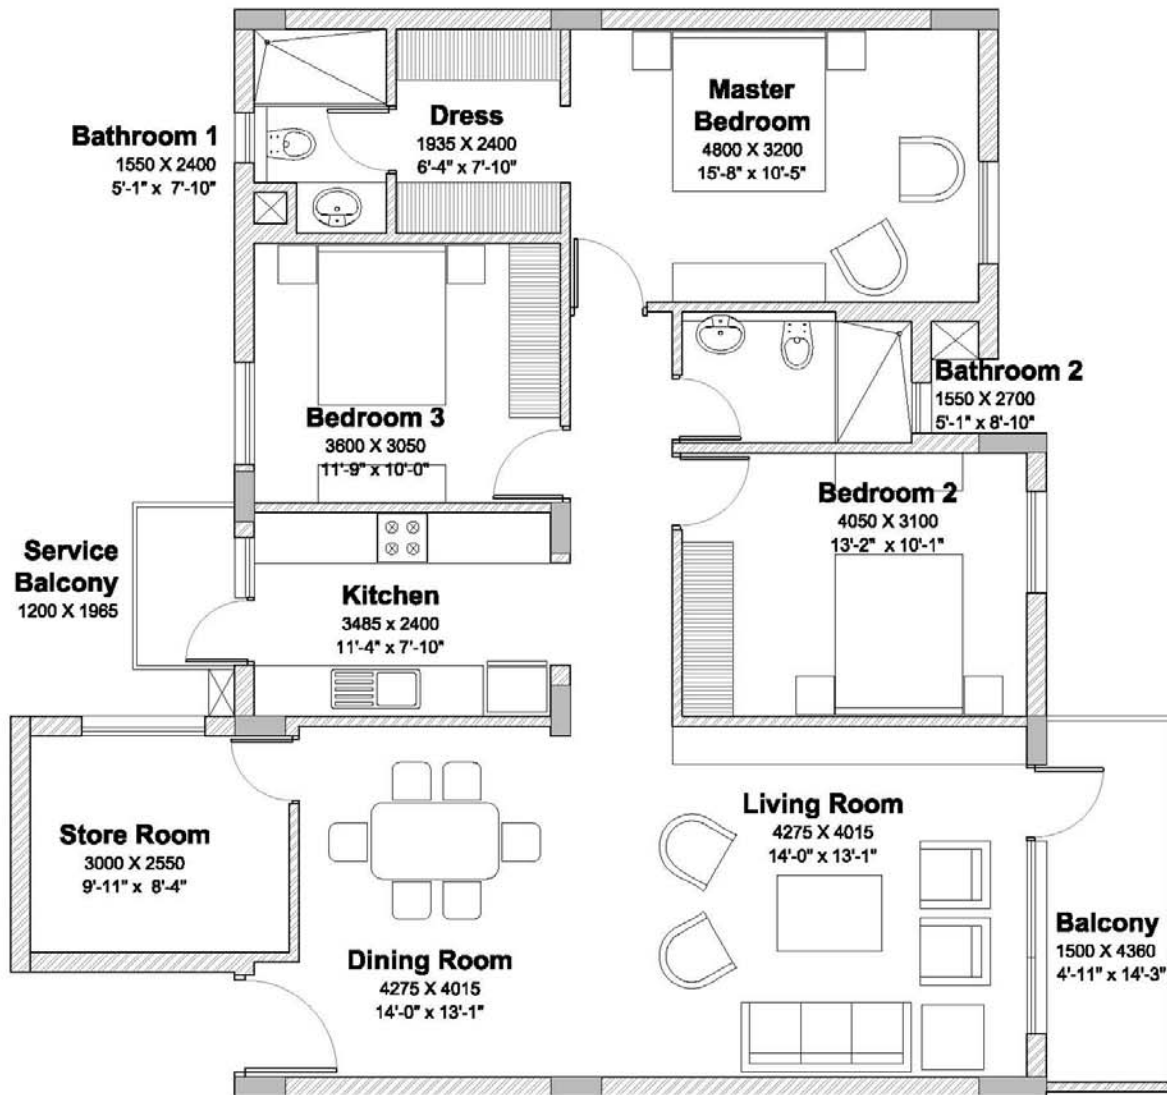 Bathroom 1
1550 X 2400
5'-1" x 7'-10"
Dress
1935 X 2400
6'-4" x 7'-10"
Master
Bedroom
4800 X 3200
15'-8" x 10'-5"
Bedroom 3
3600 X 3050
11'-9" x 10'-0"
Bathroom 2
1550 X 2700
5'-1" x 8'-10"
Bedroom 2
4050 X 3100
13'-2" x 10'-1"
Service
Balcony
1200 X 1965
Kitchen
3485 x 2400
11'-4" x 7'-10"
Store Room
3000 X 2550
9'-11" x 8'-4"
Living Room
4275 X 4015
14'-0" x 13'-1"
Dining Room
4275 X 4015
14'-0" x 13'-1"
Balcony
1500 X 4360
4'-11" x 14'-3"